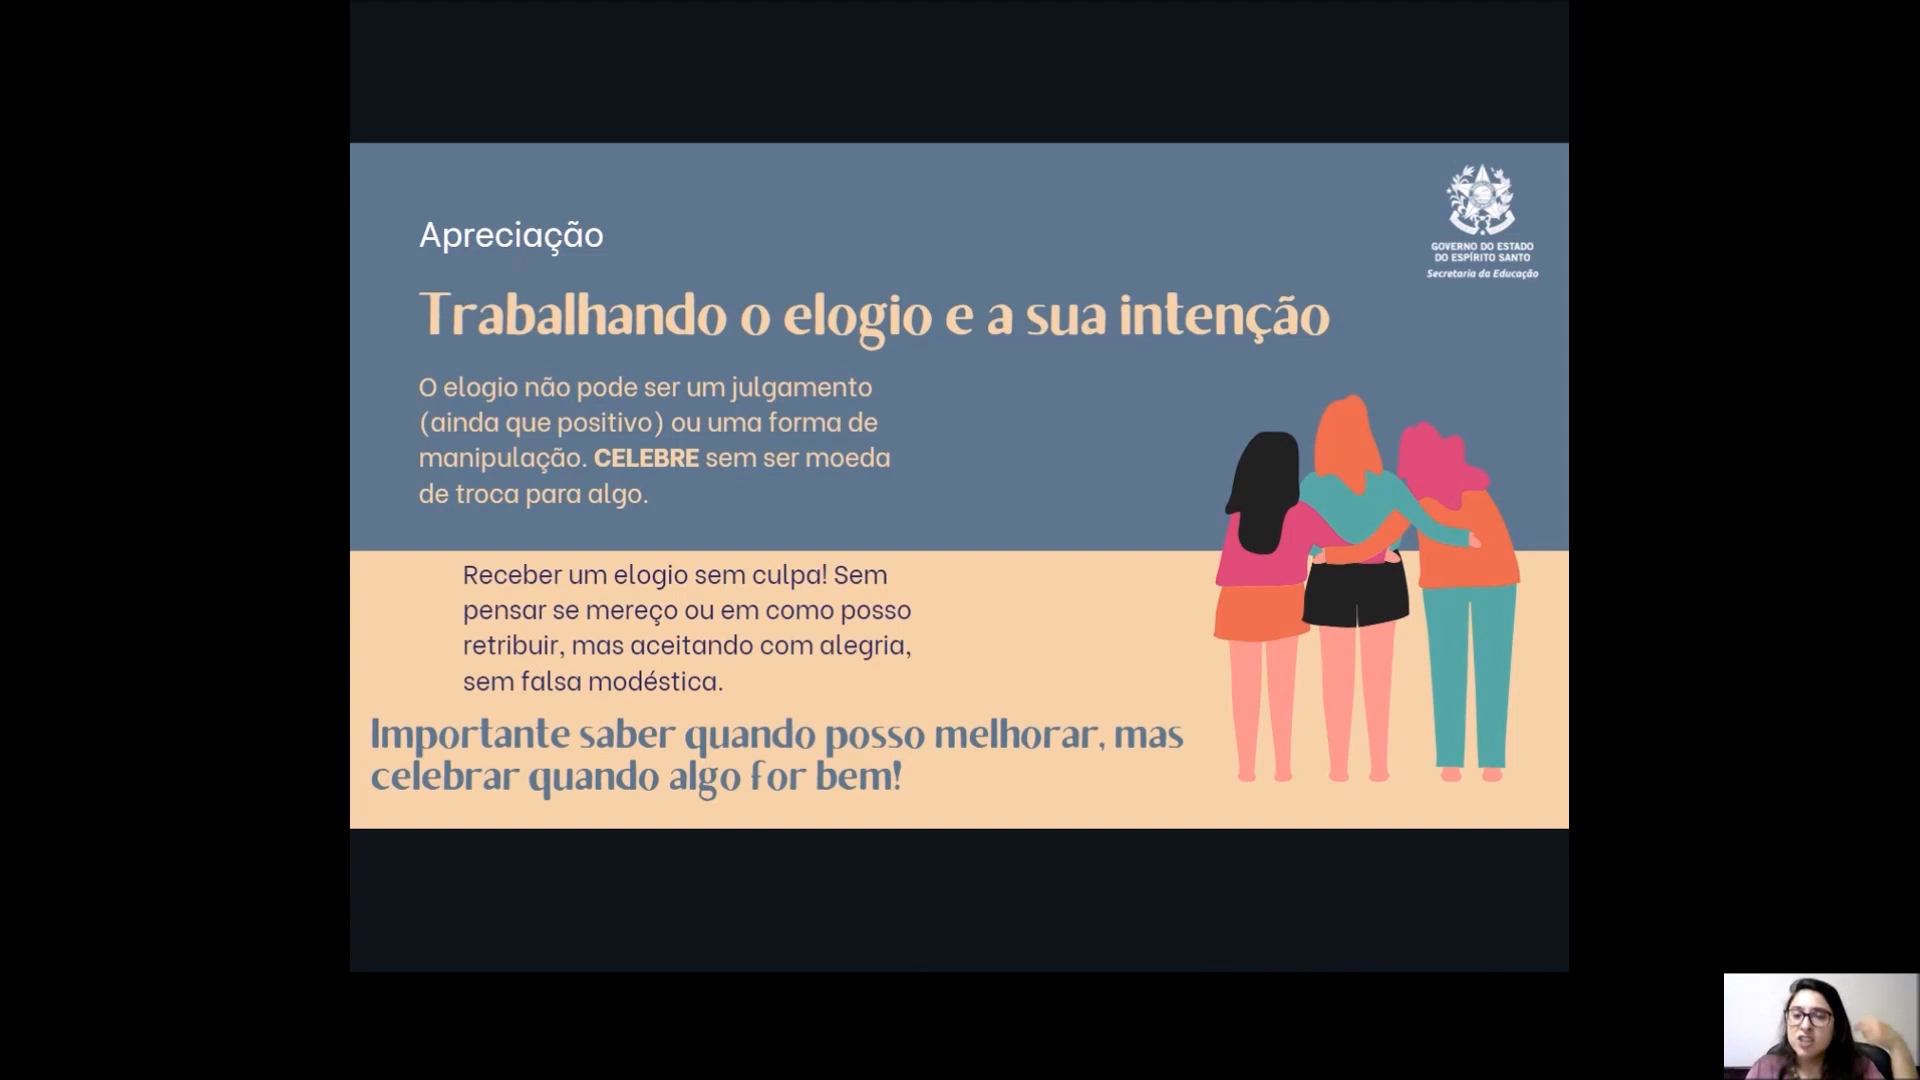 Apreciação
GOVERNO DO ESTADO
DO ESPÍRITO SANTO
Secretaria da Educação
Trabalhando o elogio e a sua intenção
O elogio não pode ser um julgamento
(ainda que positivo) ou uma forma de
manipulação. CELEBRE sem ser moeda
de troca para algo.
Receber um elogio sem culpa! Sem
pensar se mereço ou em como posso
retribuir, mas aceitando com alegria,
sem falsa modéstica.
Importante saber quando posso melhorar, mas
celebrar quando algo for bem!